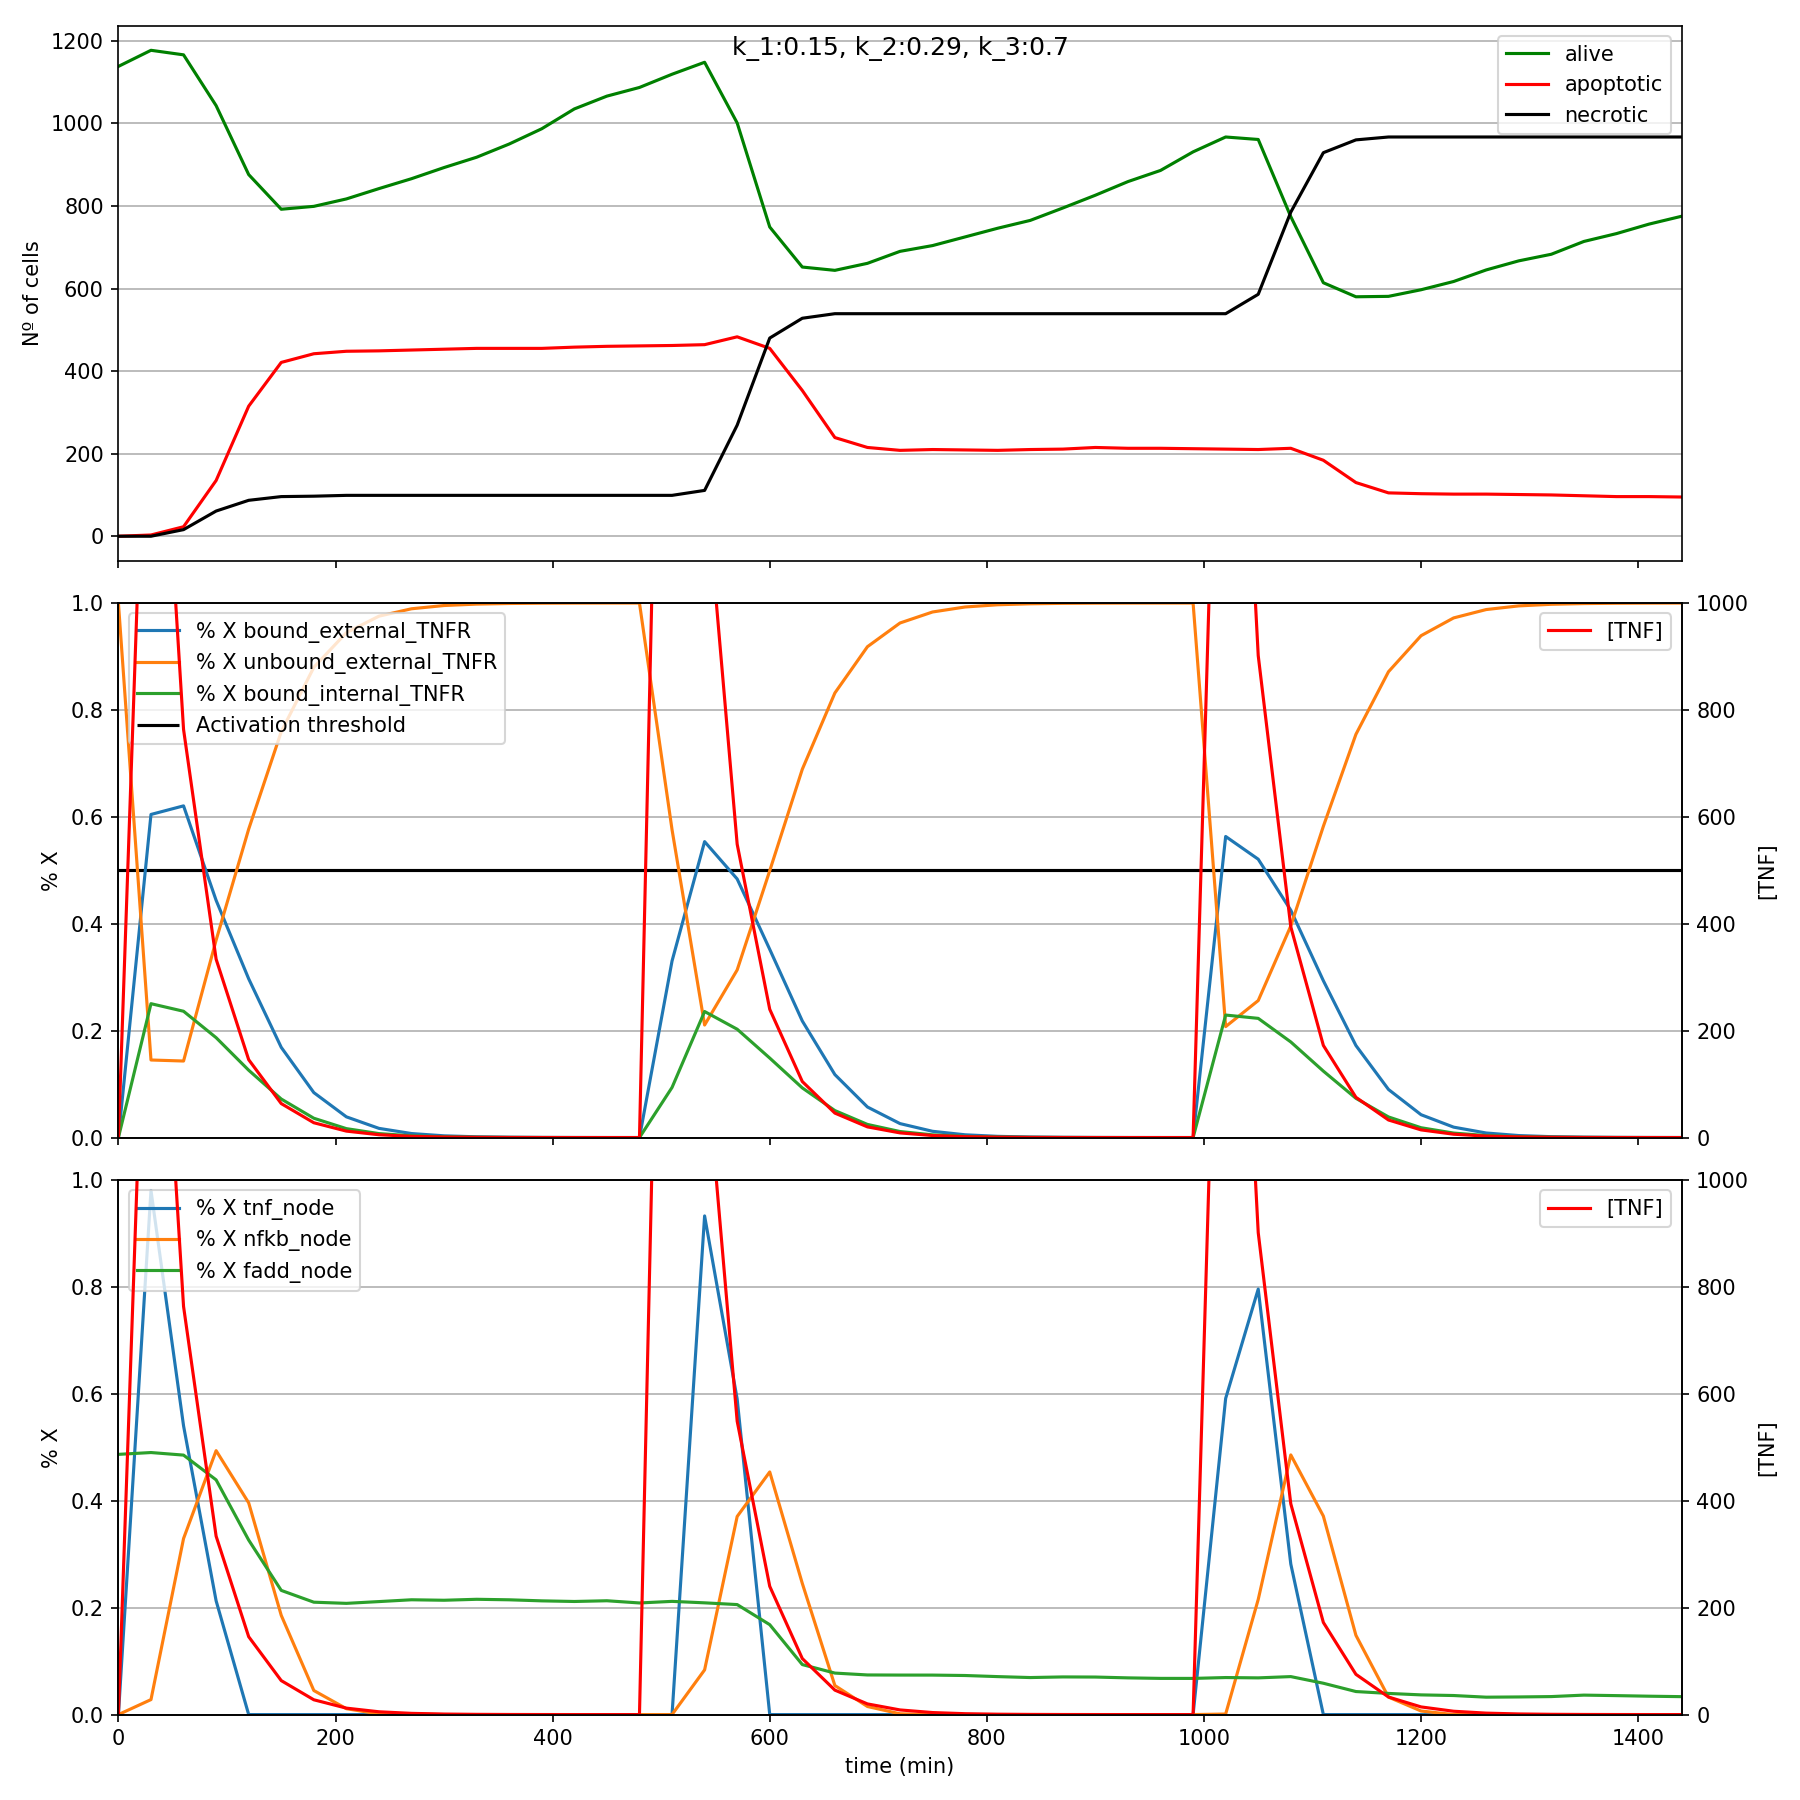 k_1:0.15, k_2:0.29, k_3:0.7
alive
apoptotic
necrotic
1200
1000
800
600
400
200
0
Nº of cells
% X bound_external_TNFR
% X unbound_external_TNFR
% X bound_internal_TNFR
Activation threshold
[TNF]
1.0
0.8
0.6
0.4
0.2
0.0
% X
1000
800
600
400
200
0
[TNF]
% X tnf_node
% X nfkb_node
% X fadd_node
[TNF]
1.0
0.8
0.6
0.4
0.2
0.0
% X
1000
800
600
400
200
0
[TNF]
0 200 400 600 800 1000 1200 1400
time (min)